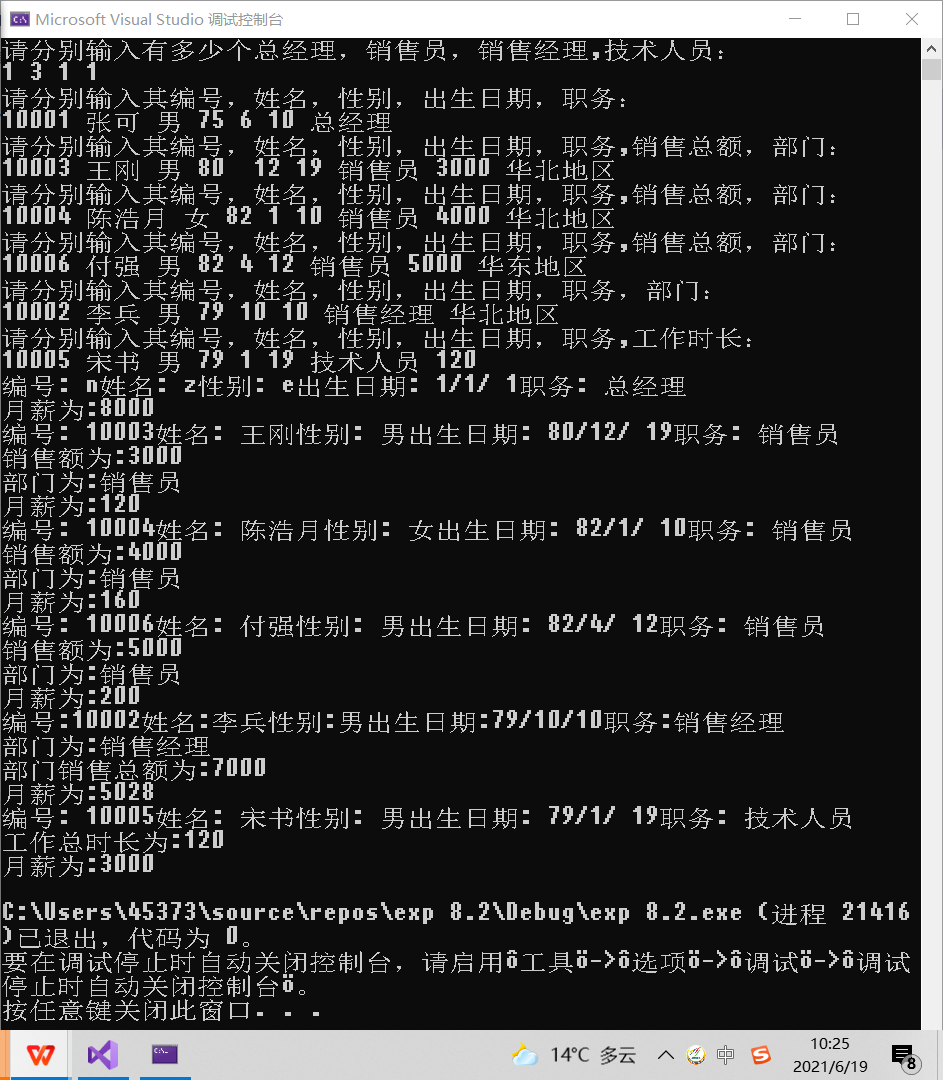 Microsoft Visual Studio 调试控制台
请分别输入有多少个总经理，销售员，销售经理,技术人员：
1 3 1 1
请分别输入其编号，姓名，性别，出生日期，职务：
10001 张可 男 75 6 10 总经理
请分别输入其编号，姓名，性别，出生日期，职务,销售总额，部门：
10003 王刚 男 80  12 19 销售员 3000 华北地区
请分别输入其编号，姓名，性别，出生日期，职务,销售总额，部门：
10004 陈浩月 女 82 1 10 销售员 4000 华北地区
请分别输入其编号，姓名，性别，出生日期，职务,销售总额，部门：
10006 付强 男 82 4 12 销售员 5000 华东地区
请分别输入其编号，姓名，性别，出生日期，职务，部门：
10002 李兵 男 79 10 10 销售经理 华北地区
请分别输入其编号，姓名，性别，出生日期，职务,工作时长：
10005 宋书 男 79 1 19 技术人员 120
编号: n姓名: z性别: e出生日期: 1/1/ 1职务: 总经理
月薪为:8000
编号: 10003姓名: 王刚性别: 男出生日期: 80/12/ 19职务: 销售员
销售额为:3000
部门为:销售员
月薪为:120
编号: 10004姓名: 陈浩月性别: 女出生日期: 82/1/ 10职务: 销售员
销售额为:4000
部门为:销售员
月薪为:160
编号: 10006姓名: 付强性别: 男出生日期: 82/4/ 12职务: 销售员
销售额为:5000
部门为:销售员
月薪为:200
编号:10002姓名:李兵性别:男出生日期:79/10/10职务:销售经理
部门为:销售经理
部门销售总额为:7000
月薪为:5028
编号: 10005姓名: 宋书性别: 男出生日期: 79/1/ 19职务: 技术人员
工作总时长为:120
月薪为:3000
C:\Users\45373\source\repos\exp 8.2\Debug\exp 8.2.exe (进程 21416
)已退出，代码为 0。
要在调试停止时自动关闭控制台，请启用ô工具ö->ô选项ö->ô调试ö->ô调试
停止时自动关闭控制台ö。
按任意键关闭此窗口. . .
14°C 多云
中
10:25
2021/6/19
8